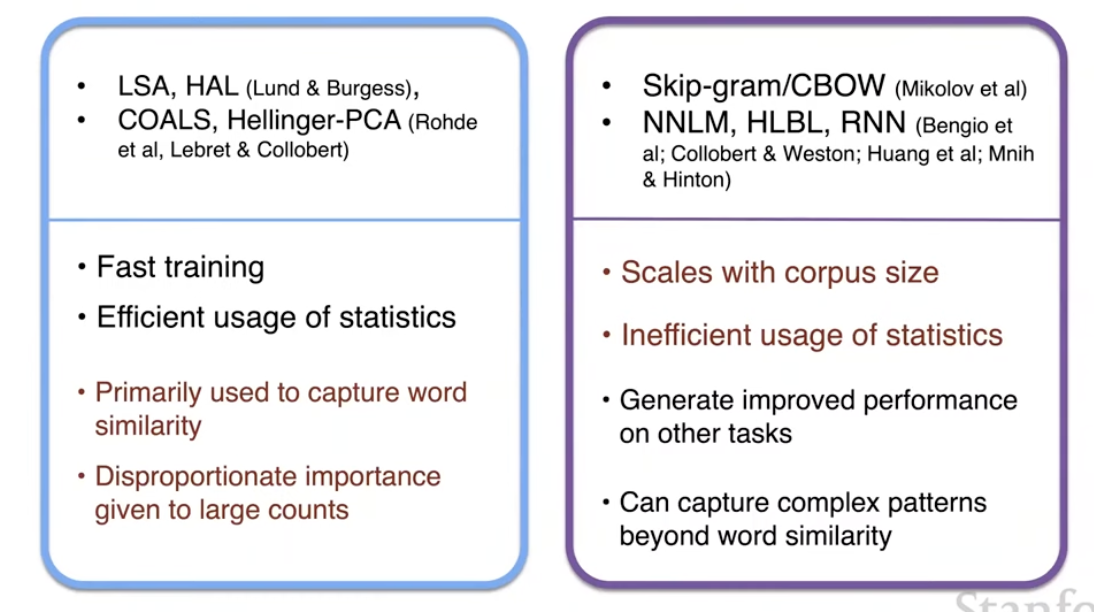 • LSA, HAL (Lund & Burgess),
• COALS, Hellinger-PCA (Rohde
et al, Lebret & Collobert)
• Fast training
• Efficient usage of statistics
• Primarily used to capture word
similarity
• Disproportionate importance
given to large counts
• Skip-gram/CBOW (Mikolov et al)
• NNLM, HLBL, RNN (Bengio et
al; Collobert & Weston; Huang et al; Mnih
& Hinton)
• Scales with corpus size
• Inefficient usage of statistics
• Generate improved performance
on other tasks
• Can capture complex patterns
beyond word similarity